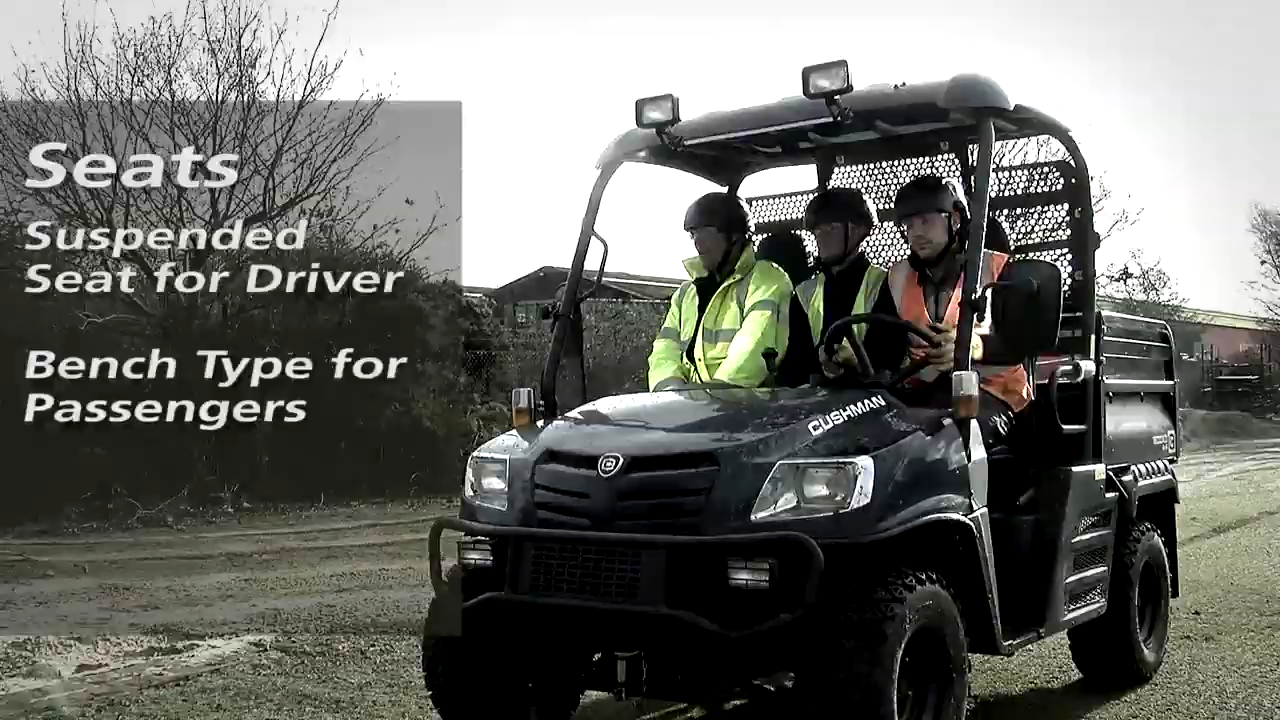 Seats
Suspended
Seat for Driver
Bench Type for
Passengers
CUSHMAN